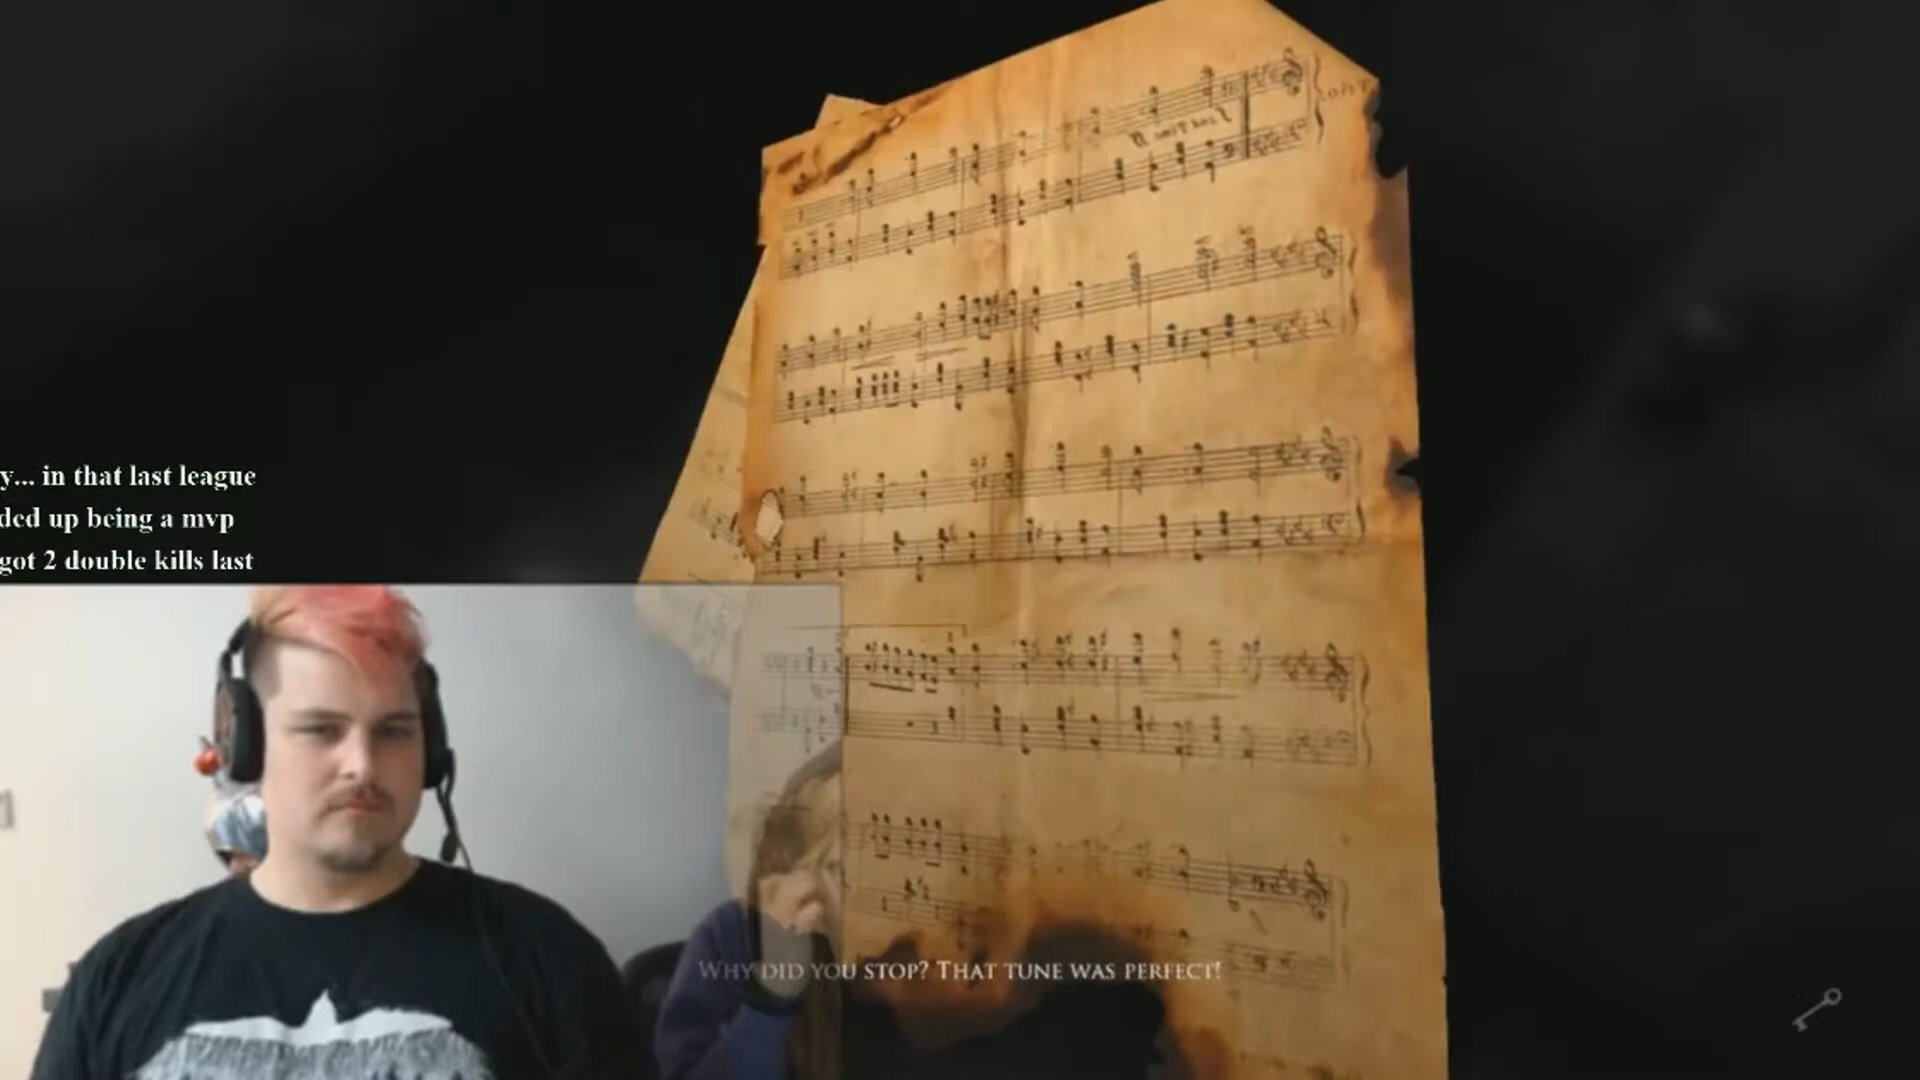 y... in that last league
ded up being a mvp
got 2 double kills last
WHY DID YOU STOP? THAT TUNE WAS PERFECT!